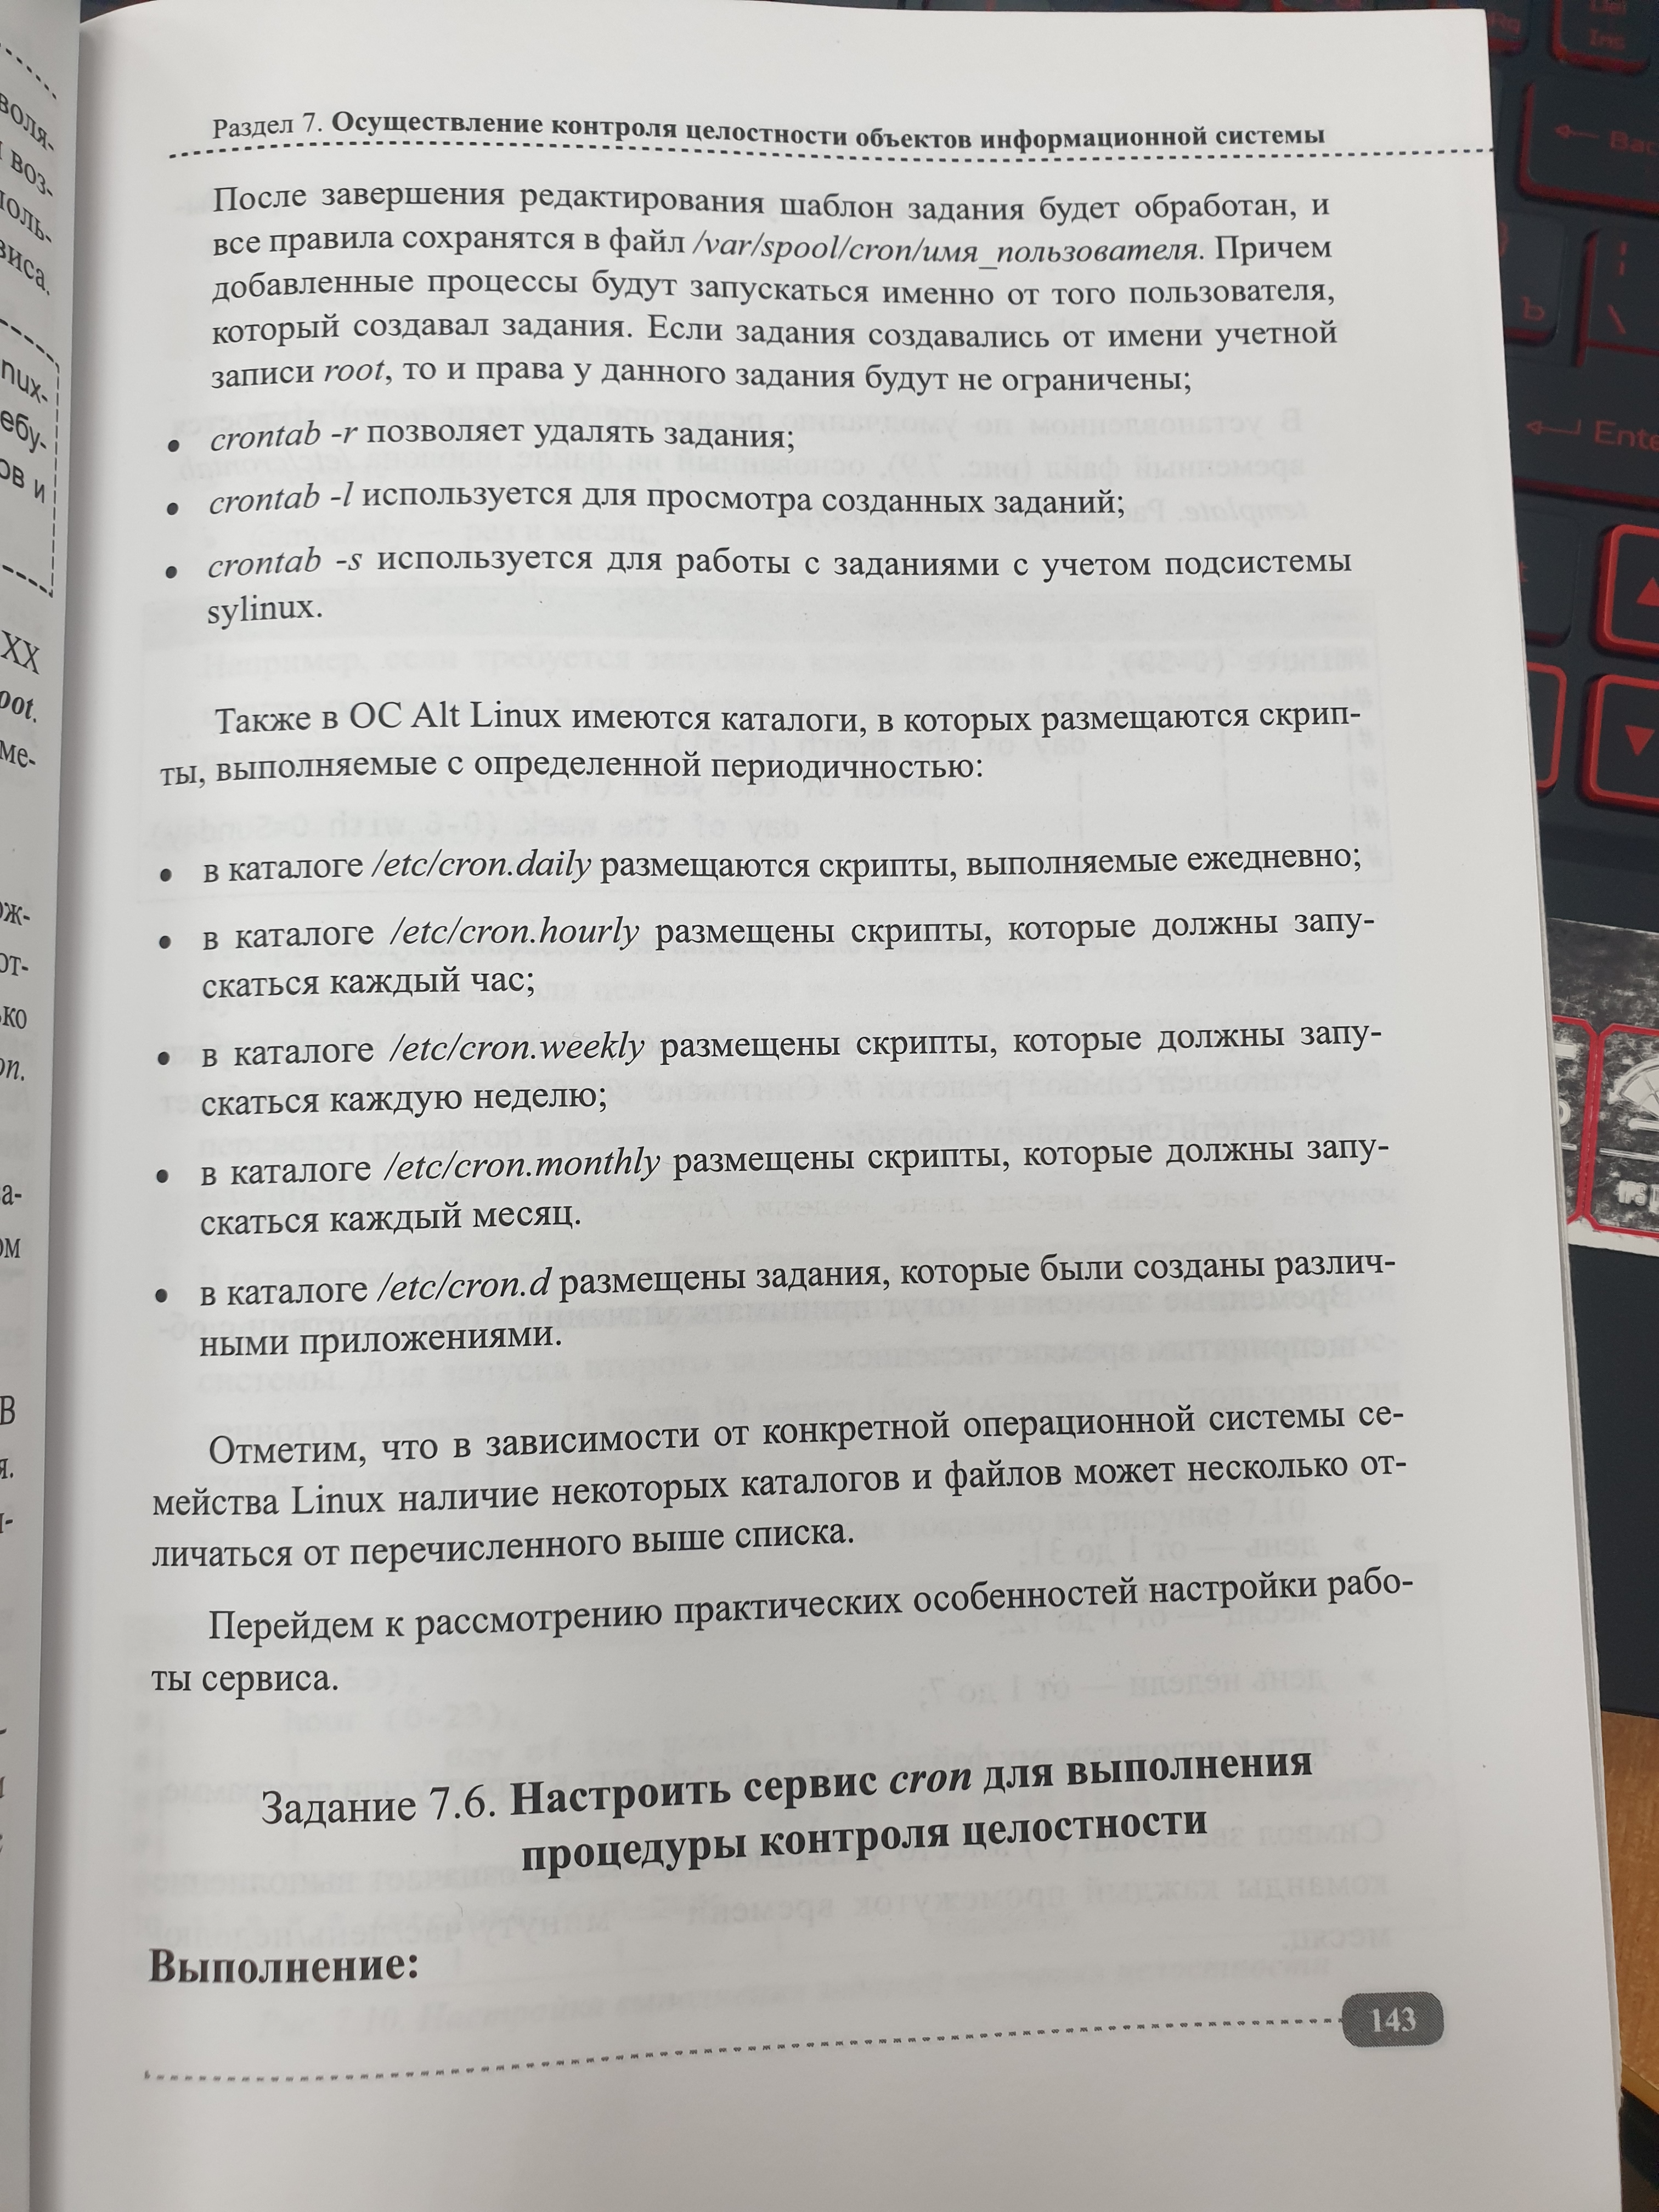 Раздел 7. Осуществление контроля целостности объектов информационной системы
После завершения редактирования шаблон задания будет обработан, и
все правила сохранятся в файл /var/spool/cron/имя_пользователя. Причем
добавленные процессы будут запускаться именно от того пользователя,
который создавал задания. Если задания создавались от имени учетной
записи root, то и права у данного задания будут не ограничены;
• crontab -r позволяет удалять задания;
• crontab -l используется для просмотра созданных заданий;
• crontab -s используется для работы с заданиями с учетом подсистемы
sylinux.
Также в ОС Alt Linux имеются каталоги, в которых размещаются скрип-
ты, выполняемые с определенной периодичностью:
• в каталоге /etc/cron.daily размещаются скрипты, выполняемые ежедневно;
• в каталоге /etc/cron.hourly размещены скрипты, которые должны запу-
скаться каждый час;
• в каталоге /etc/cron.weekly размещены скрипты, которые должны запу-
скаться каждую неделю;
• в каталоге /etc/cron.monthly размещены скрипты, которые должны запу-
скаться каждый месяц.
• в каталоге /etc/cron.d размещены задания, которые были созданы различ-
ными приложениями.
Отметим, что в зависимости от конкретной операционной системы се-
мейства Linux наличие некоторых каталогов и файлов может несколько от-
личаться от перечисленного выше списка.
Перейдем к рассмотрению практических особенностей настройки рабо-
ты сервиса.
Задание 7.6. Настроить сервис cron для выполнения
процедуры контроля целостности
Выполнение:
143
Del
Ins
Enter
Ъ
\